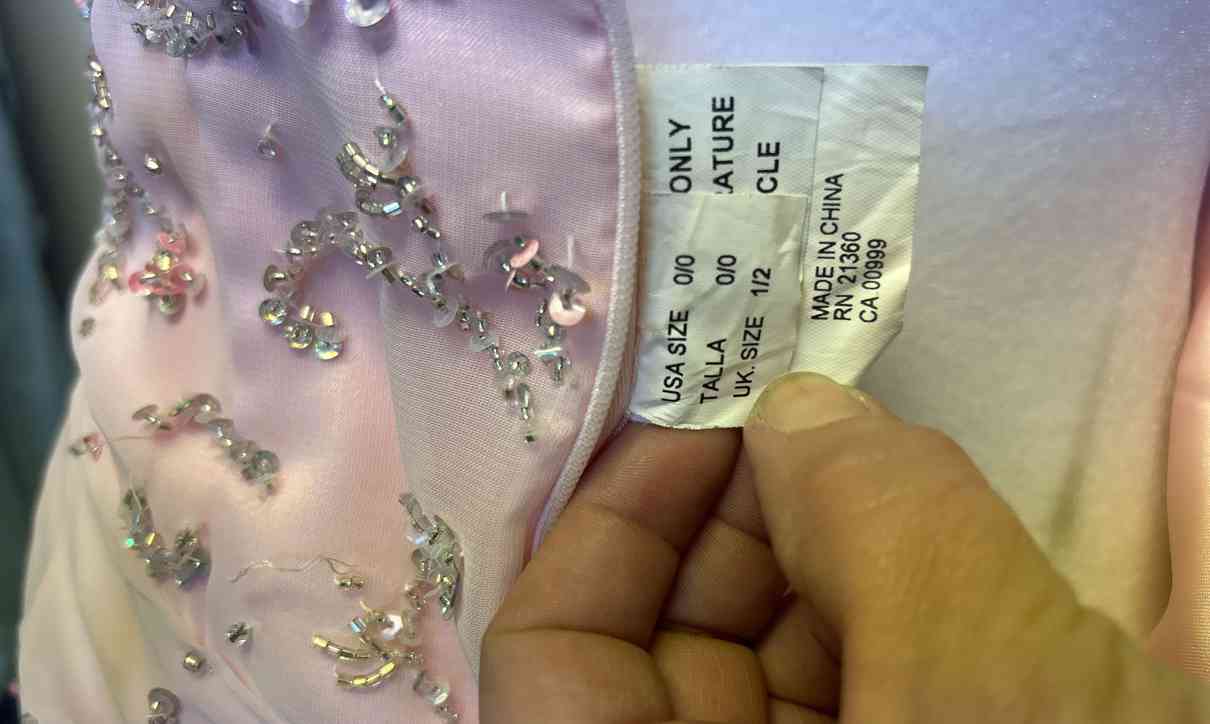 ONLY
ATURE
CLE
USA SIZE 0/0
TALLA 0/0
UK. SIZE 1/2
MADE IN CHINA
RN 21360
CA 00999